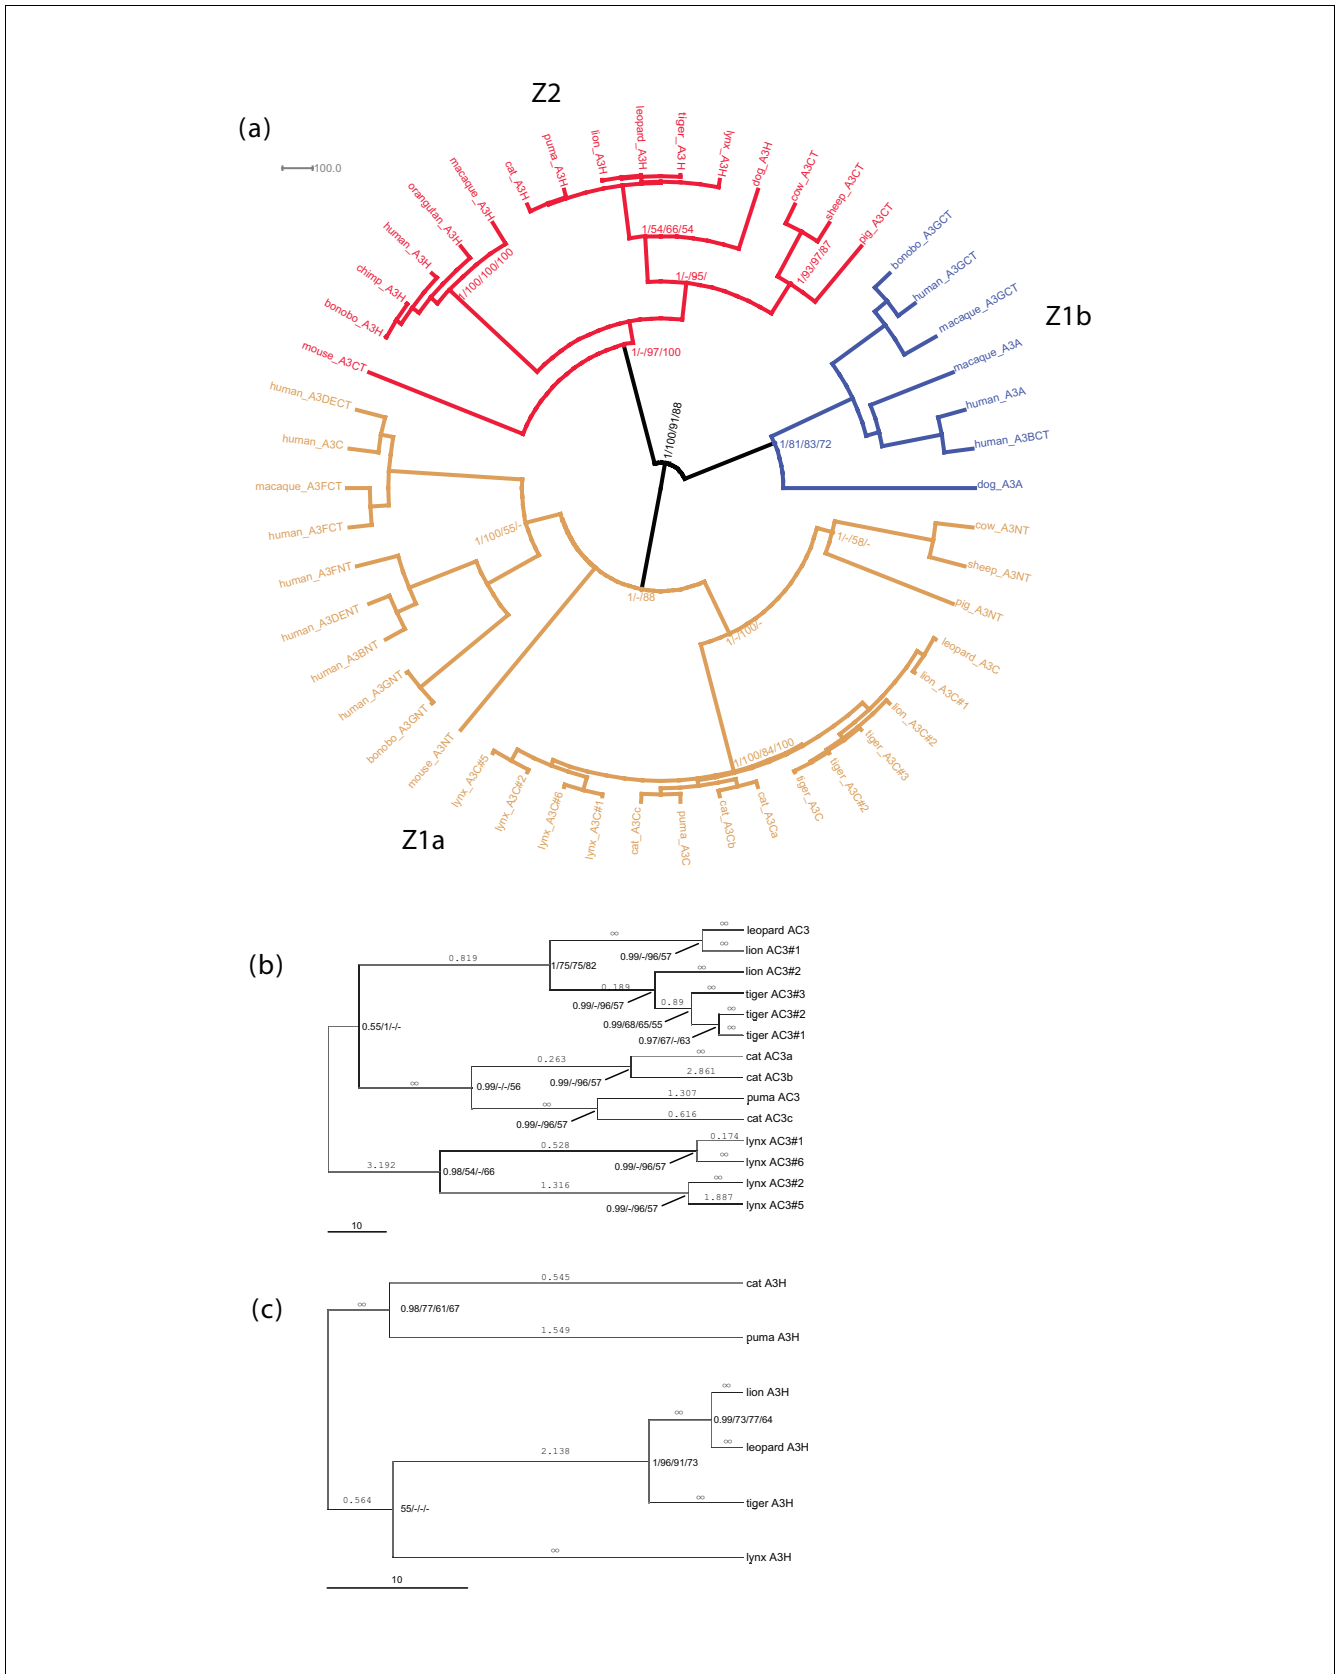 (a)
Z2
100.0
cat_A3H
puma_A3H
lion_A3H
leopard_A3H
tiger_A3H
lynx_A3H
dog_A3H
cow_A3CT
sheep_A3CT
pig_A3CT
macaque_A3H
orangutan_A3H
human_A3H
chimp_A3H
bonobo_A3H
mouse_A3CT
1/100/100/100
1/54/66/54
1/-/95/
1/93/97/87
1/-/97/100
1/100/91/88
Z1b
bonobo_A3GCT
human_A3GCT
macaque_A3GCT
macaque_A3A
human_A3A
human_A3BCT
dog_A3A
1/81/83/72
human_A3DECT
human_A3C
macaque_A3FCT
human_A3FCT
human_A3FNT
human_A3DENT
human_A3BNT
human_A3GNT
bonobo_A3GNT
mouse_A3NT
1/100/55/-
1/-/88
1/-/100/-
1/-/58/-
1/100/84/100
cow_A3NT
sheep_A3NT
pig_A3NT
leopard_A3C
lion_A3C#1
lion_A3C#2
tiger_A3C#3
tiger_A3C#2
tiger_A3C
cat_A3Ca
cat_A3Cb
puma_A3C
cat_A3Cc
lynx_A3C#1
lynx_A3C#6
lynx_A3C#2
lynx_A3C#5
Z1a
(b)
∞ leopard AC3
∞
0.99/-/96/57
∞ lion AC3#1
0.819
1/75/75/82
∞ lion AC3#2
0.189
0.99/-/96/57
∞ tiger AC3#3
0.89
0.99/68/65/55
∞ tiger AC3#2
0.97/67/-/63
∞ tiger AC3#1
0.55/1/-/-
∞ cat AC3a
0.263
0.99/-/96/57
2.861 cat AC3b
∞
0.99/-/-/56
1.307 puma AC3
∞
0.99/-/96/57
0.616 cat AC3c
0.174 lynx AC3#1
0.528
0.99/-/96/57
∞ lynx AC3#6
3.192
0.98/54/-/66
∞ lynx AC3#2
1.316
0.99/-/96/57
1.887 lynx AC3#5
10
(c)
0.545 cat A3H
∞
0.98/77/61/67
1.549 puma A3H
∞ lion A3H
∞
0.99/73/77/64
∞ leopard A3H
2.138
1/96/91/73
∞ tiger A3H
0.564
55/-/-/-
∞ lynx A3H
10